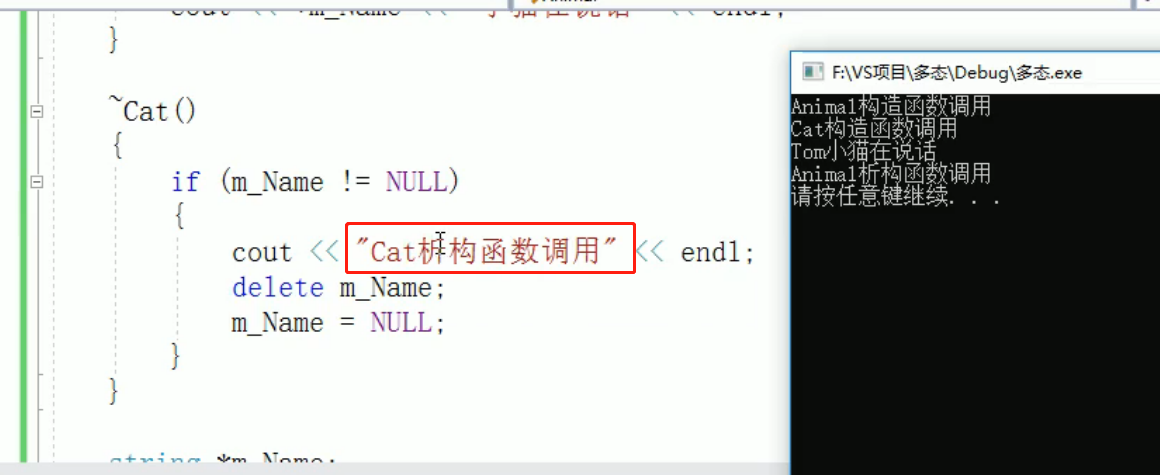 }
~Cat()
{
if (m_Name != NULL)
{
cout << "Cat析构函数调用" << endl;
delete m_Name;
m_Name = NULL;
}
}
string *m_Name;
F:\VS项目\多态\Debug\多态.exe
Animal构造函数调用
Cat构造函数调用
Tom小猫在说话
Animal析构函数调用
请按任意键继续. . .